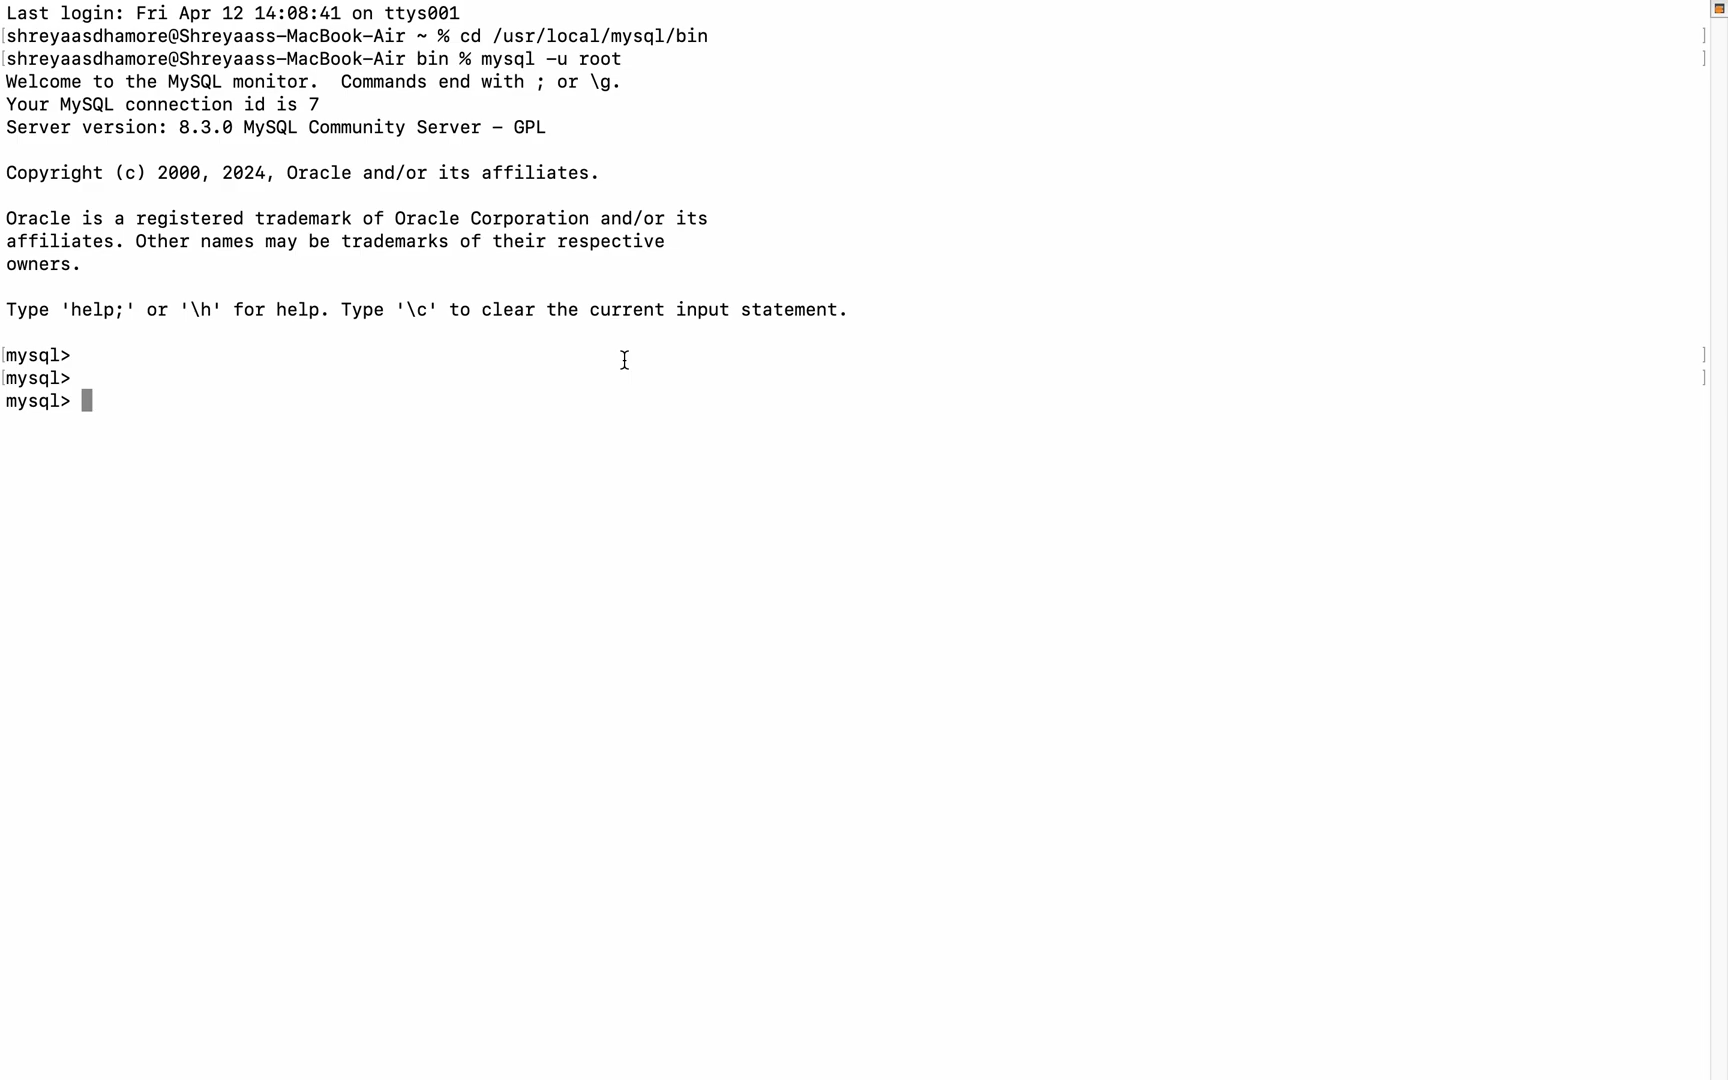 Last login: Fri Apr 12 14:08:41 on ttys001
[shreyaasdhamore@Shreyaass-MacBook-Air ~ % cd /usr/local/mysql/bin ]
[shreyaasdhamore@Shreyaass-MacBook-Air bin % mysql -u root ]
Welcome to the MySQL monitor.  Commands end with ; or \g.
Your MySQL connection id is 7
Server version: 8.3.0 MySQL Community Server - GPL
Copyright (c) 2000, 2024, Oracle and/or its affiliates.
Oracle is a registered trademark of Oracle Corporation and/or its
affiliates. Other names may be trademarks of their respective
owners.
Type 'help;' or '\h' for help. Type '\c' to clear the current input statement.
[mysql> ]
[mysql> ]
mysql>